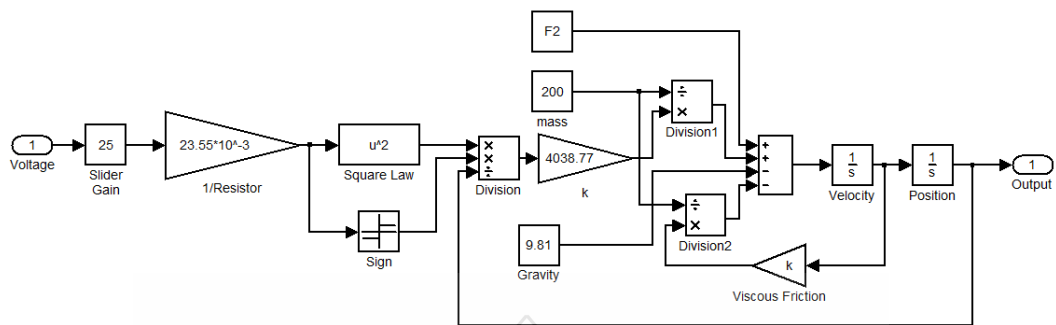 F2
200
mass
÷
×
Division1
1
Voltage
25
Slider
Gain
23.55*10^-3
1/Resistor
u^2
Square Law
×
×
÷
Division
4038.77
k
+
+
−
−
1
s
Velocity
1
s
Position
1
Output
Sign
9.81
Gravity
÷
×
Division2
k
Viscous Friction